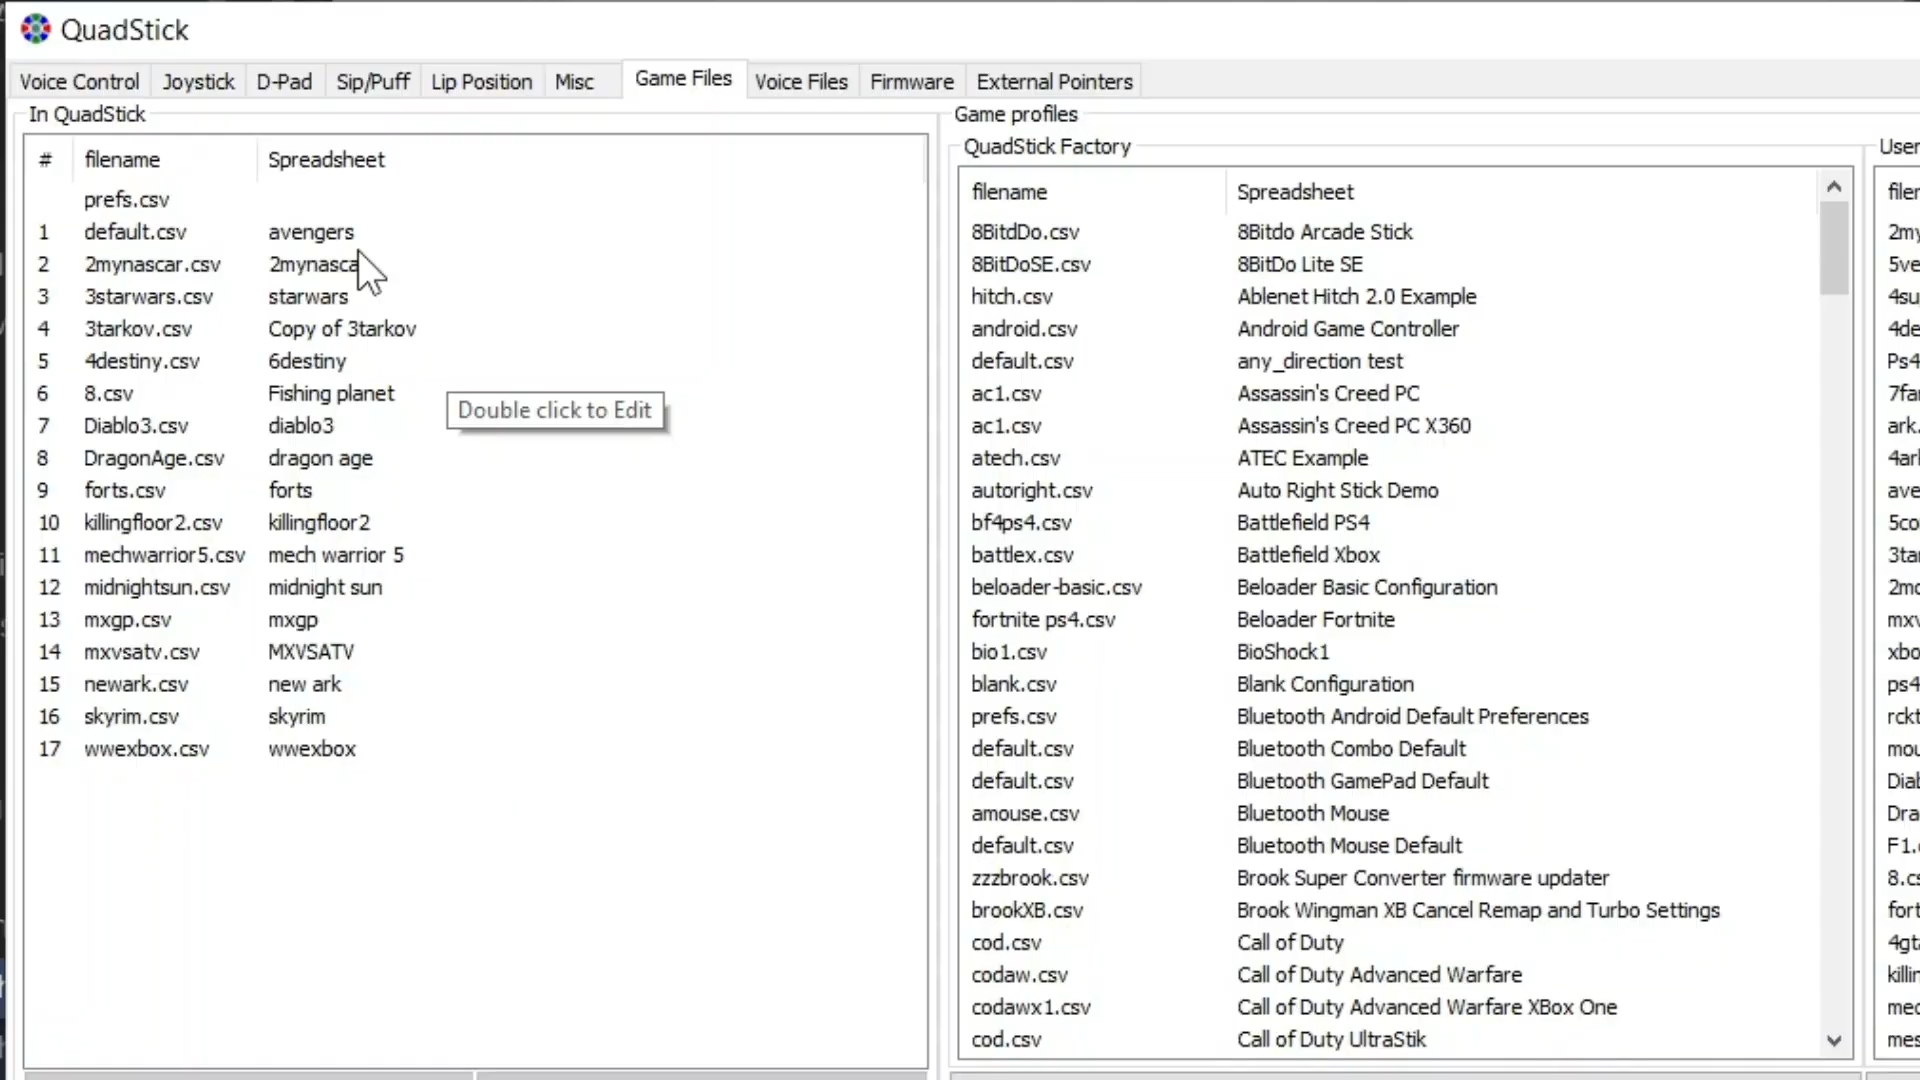 QuadStick
Voice Control Joystick D-Pad Sip/Puff Lip Position Misc Game Files Voice Files Firmware External Pointers
In QuadStick
# filename Spreadsheet
prefs.csv
1 default.csv avengers
2 2mynascar.csv 2mynasca
3 3starwars.csv starwars
4 3tarkov.csv Copy of 3tarkov
5 4destiny.csv 6destiny
6 8.csv Fishing planet
7 Diablo3.csv diablo3
8 DragonAge.csv dragon age
9 forts.csv forts
10 killingfloor2.csv killingfloor2
11 mechwarrior5.csv mech warrior 5
12 midnightsun.csv midnight sun
13 mxgp.csv mxgp
14 mxvsatv.csv MXVSATV
15 newark.csv new ark
16 skyrim.csv skyrim
17 wwexbox.csv wwexbox
Double click to Edit
Game profiles
QuadStick Factory
filename Spreadsheet
8BitdDo.csv 8Bitdo Arcade Stick
8BitDoSE.csv 8BitDo Lite SE
hitch.csv Ablenet Hitch 2.0 Example
android.csv Android Game Controller
default.csv any_direction test
ac1.csv Assassin's Creed PC
ac1.csv Assassin's Creed PC X360
atech.csv ATEC Example
autoright.csv Auto Right Stick Demo
bf4ps4.csv Battlefield PS4
battlex.csv Battlefield Xbox
beloader-basic.csv Beloader Basic Configuration
fortnite ps4.csv Beloader Fortnite
bio1.csv BioShock1
blank.csv Blank Configuration
prefs.csv Bluetooth Android Default Preferences
default.csv Bluetooth Combo Default
default.csv Bluetooth GamePad Default
amouse.csv Bluetooth Mouse
default.csv Bluetooth Mouse Default
zzzbrook.csv Brook Super Converter firmware updater
brookXB.csv Brook Wingman XB Cancel Remap and Turbo Settings
cod.csv Call of Duty
codaw.csv Call of Duty Advanced Warfare
codawx1.csv Call of Duty Advanced Warfare XBox One
cod.csv Call of Duty UltraStik
User